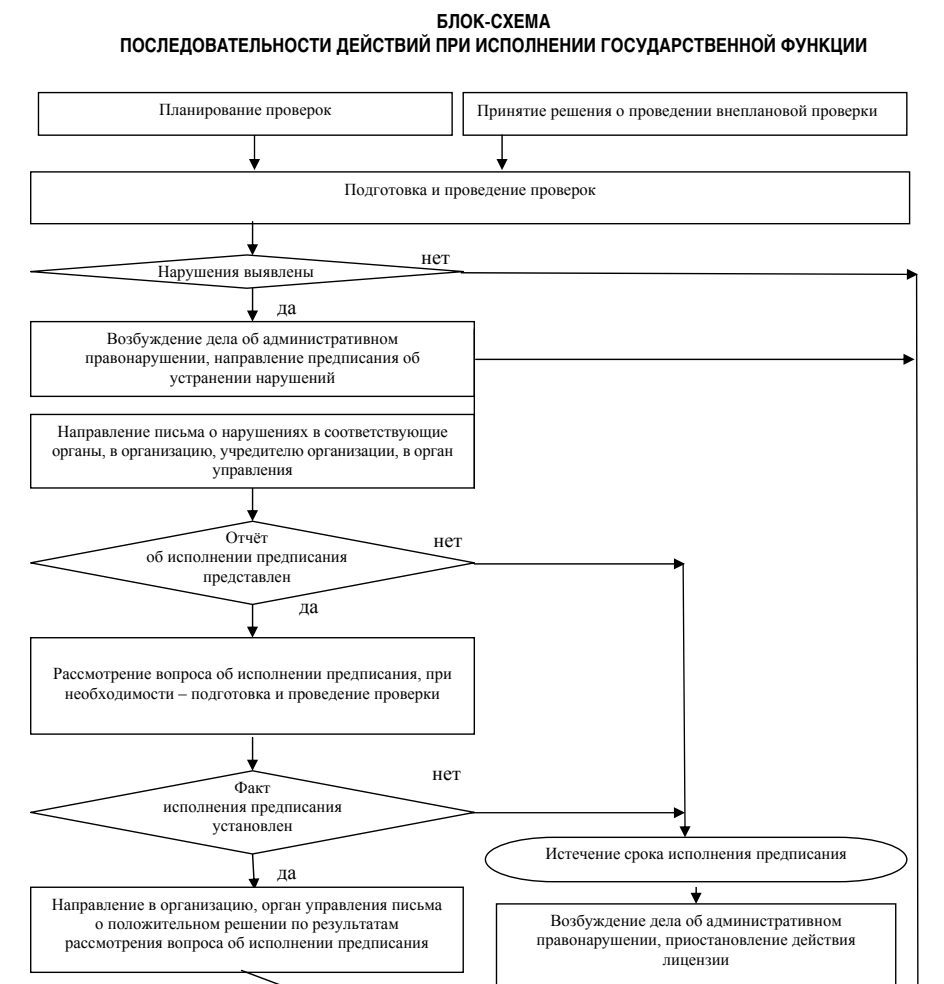 БЛОК-СХЕМА
ПОСЛЕДОВАТЕЛЬНОСТИ ДЕЙСТВИЙ ПРИ ИСПОЛНЕНИИ ГОСУДАРСТВЕННОЙ ФУНКЦИИ
Планирование проверок
Принятие решения о проведении внеплановой проверки
Подготовка и проведение проверок
нет
Нарушения выявлены
да
Возбуждение дела об административном
правонарушении, направление предписания об
устранении нарушений
Направление письма о нарушениях в соответствующие
органы, в организацию, учредителю организации, в орган
управления
Отчёт
об исполнении предписания
представлен
нет
да
Рассмотрение вопроса об исполнении предписания, при
необходимости – подготовка и проведение проверки
нет
Факт
исполнения предписания
установлен
да
Истечение срока исполнения предписания
Направление в организацию, орган управления письма
о положительном решении по результатам
рассмотрения вопроса об исполнении предписания
Возбуждение дела об административном
правонарушении, приостановление действия
лицензии